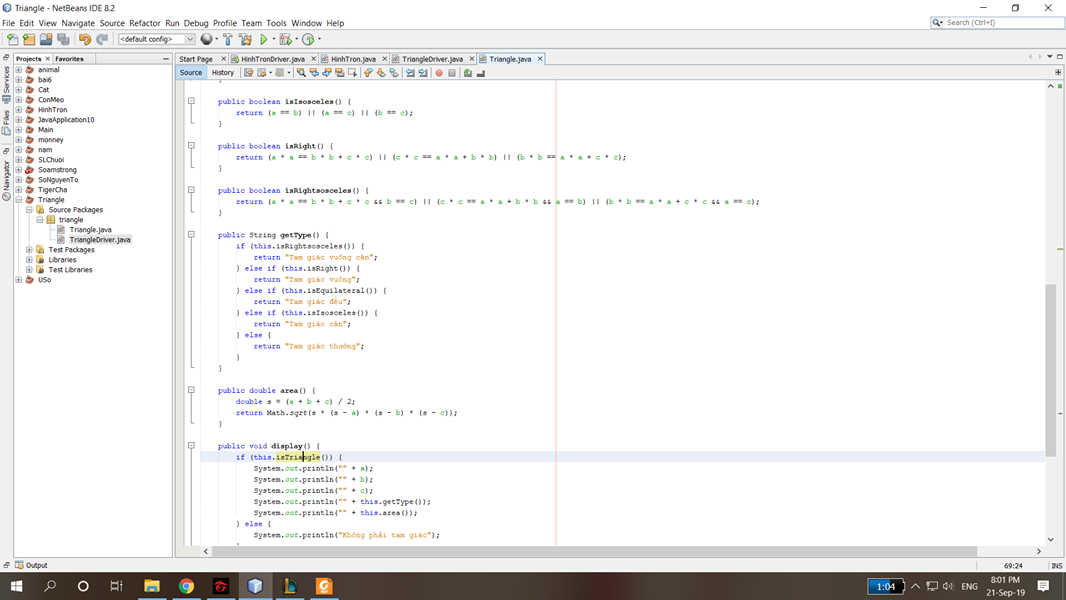 Triangle - NetBeans IDE 8.2
File Edit View Navigate Source Refactor Run Debug Profile Team Tools Window Help
Search (Ctrl+I)
<default config>
Projects Favorites
Start Page HinhTronDriver.java HinhTron.java TriangleDriver.java Triangle.java
Source History
Services
Files
Navigator
animal
bai6
Cat
ConMeo
HinhTron
JavaApplication10
Main
monney
nam
SLChuoi
Soamstrong
SoNguyenTo
TigerCha
Triangle
Source Packages
triangle
Triangle.java
TriangleDriver.java
Test Packages
Libraries
Test Libraries
USo
}
public boolean isIsosceles() {
return (a == b) || (a == c) || (b == c);
}
public boolean isRight() {
return (a * a == b * b + c * c) || (c * c == a * a + b * b) || (b * b == a * a + c * c);
}
public boolean isRightsosceles() {
return (a * a == b * b + c * c && b == c) || (c * c == a * a + b * b && a == b) || (b * b == a * a + c * c && a == c);
}
public String getType() {
if (this.isRightsosceles()) {
return "Tam giác vuông cân";
} else if (this.isRight()) {
return "Tam giác vuông";
} else if (this.isEquilateral()) {
return "Tam giác đều";
} else if (this.isIsosceles()) {
return "Tam giác cân";
} else {
return "Tam giác thường";
}
}
public double area() {
double s = (a + b + c) / 2;
return Math.sqrt(s * (s - a) * (s - b) * (s - c));
}
public void display() {
if (this.isTriangle()) {
System.out.println("" + a);
System.out.println("" + b);
System.out.println("" + c);
System.out.println("" + this.getType());
System.out.println("" + this.area());
} else {
System.out.println("Không phải tam giác");
Output
69:24 INS
1:04
ENG
8:01 PM
21-Sep-19